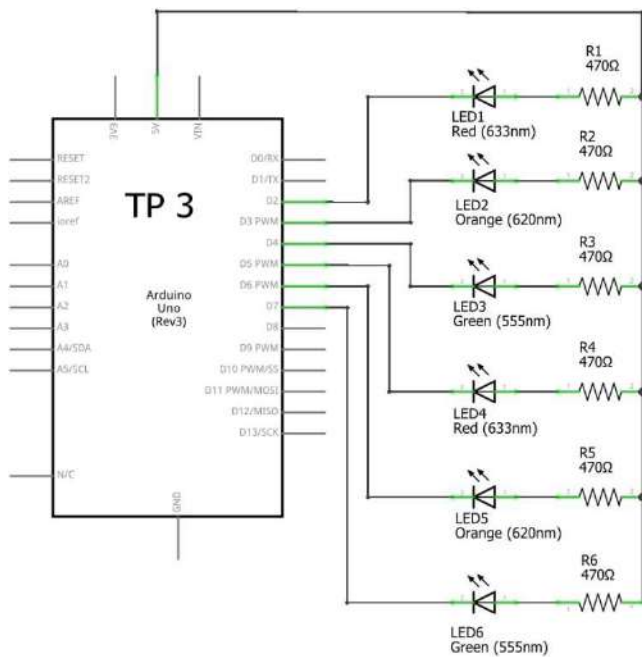 3V3
5V
VIN
RESET
RESET2
AREF
ioref
A0
A1
A2
A3
A4/SDA
A5/SCL
N/C
TP 3
Arduino
Uno
(Rev3)
D0/RX
D1/TX
D2
D3 PWM
D4
D5 PWM
D6 PWM
D7
D8
D9 PWM
D10 PWM/SS
D11 PWM/MOSI
D12/MISO
D13/SCK
GND
LED1
Red (633nm)
R1
470Ω
LED2
Orange (620nm)
R2
470Ω
LED3
Green (555nm)
R3
470Ω
LED4
Red (633nm)
R4
470Ω
LED5
Orange (620nm)
R5
470Ω
LED6
Green (555nm)
R6
470Ω